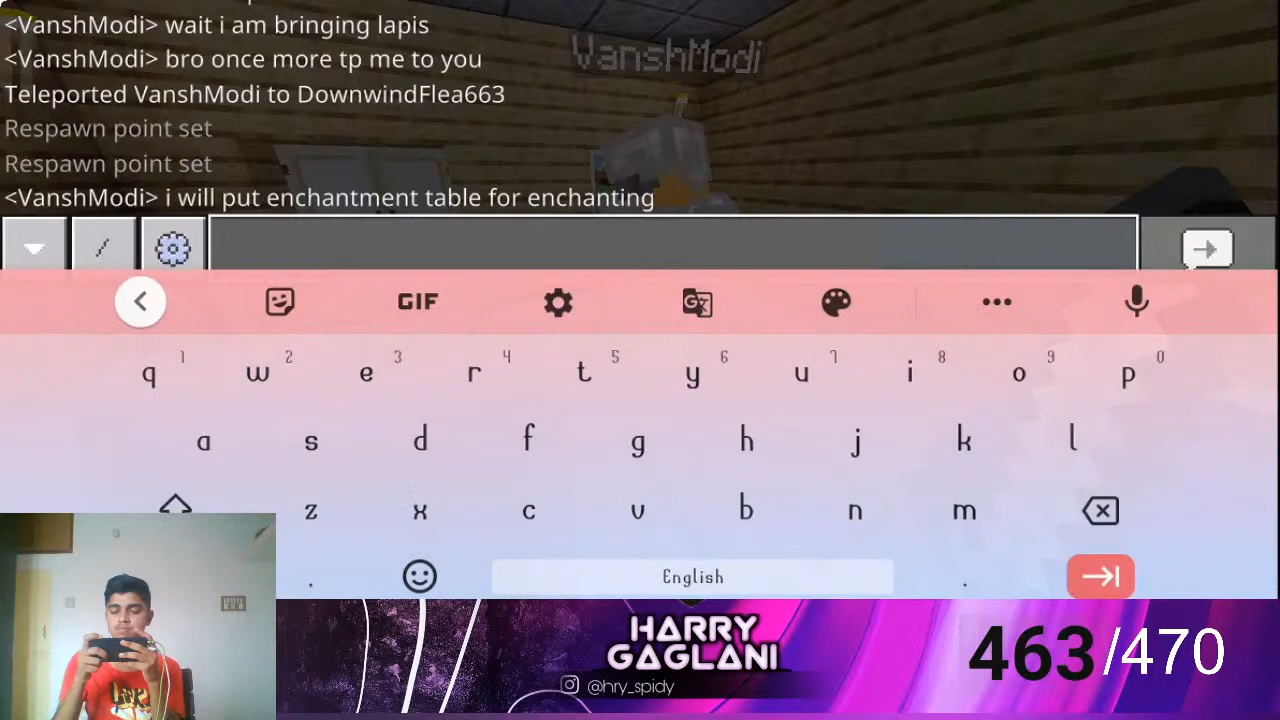 <VanshModi> wait i am bringing lapis
VanshModi
<VanshModi> bro once more tp me to you
Teleported VanshModi to DownwindFlea663
Respawn point set
Respawn point set
<VanshModi> i will put enchantment table for enchanting
/
GIF
1 2 3 4 5 6 7 8 9 0
q w e r t y u i o p
a s d f g h j k l
z x c v b n m
. English .
HARRY
GAGLANI
@hry_spidy
463/470